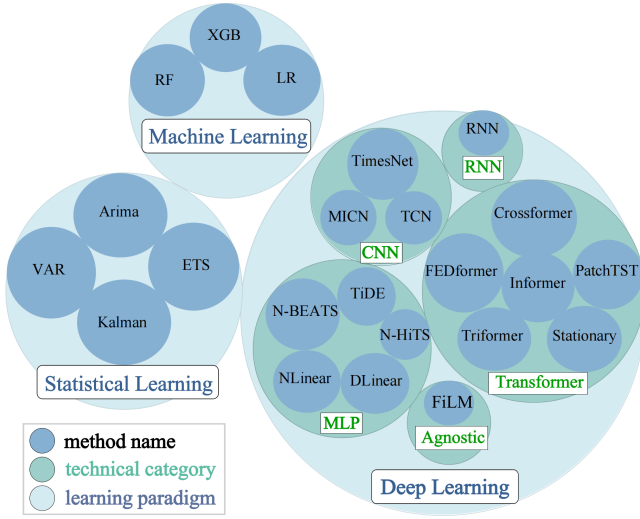 XGB
RF
LR
Machine Learning
Arima
VAR
ETS
Kalman
Statistical Learning
RNN
RNN
TimesNet
MICN
TCN
CNN
Crossformer
FEDformer
Informer
PatchTST
Triformer
Stationary
Transformer
TiDE
N-BEATS
N-HiTS
NLinear
DLinear
MLP
FiLM
Agnostic
Deep Learning
method name
technical category
learning paradigm